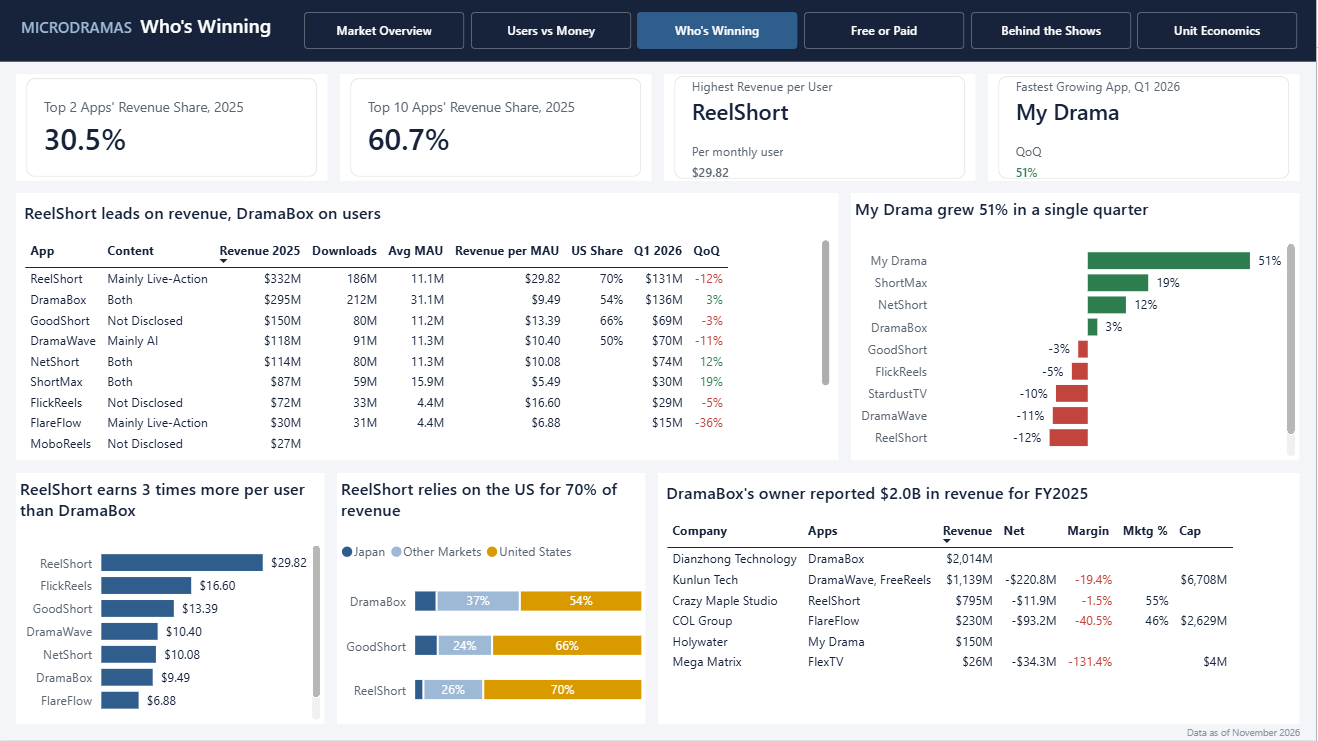 MICRODRAMAS Who's Winning
Market Overview
Users vs Money
Who's Winning
Free or Paid
Behind the Shows
Unit Economics
Top 2 Apps' Revenue Share, 2025
30.5%
Top 10 Apps' Revenue Share, 2025
60.7%
Highest Revenue per User
ReelShort
Per monthly user
$29.82
Fastest Growing App, Q1 2026
My Drama
QoQ
51%
ReelShort leads on revenue, DramaBox on users
App Content Revenue 2025 Downloads Avg MAU Revenue per MAU US Share Q1 2026 QoQ
ReelShort Mainly Live-Action $332M 186M 11.1M $29.82 70% $131M -12%
DramaBox Both $295M 212M 31.1M $9.49 54% $136M 3%
GoodShort Not Disclosed $150M 80M 11.2M $13.39 66% $69M -3%
DramaWave Mainly AI $118M 91M 11.3M $10.40 50% $70M -11%
NetShort Both $114M 80M 11.3M $10.08 $74M 12%
ShortMax Both $87M 59M 15.9M $5.49 $30M 19%
FlickReels Not Disclosed $72M 33M 4.4M $16.60 $29M -5%
FlareFlow Mainly Live-Action $30M 31M 4.4M $6.88 $15M -36%
MoboReels Not Disclosed $27M
My Drama grew 51% in a single quarter
My Drama 51%
ShortMax 19%
NetShort 12%
DramaBox 3%
GoodShort -3%
FlickReels -5%
StardustTV -10%
DramaWave -11%
ReelShort -12%
ReelShort earns 3 times more per user
than DramaBox
ReelShort $29.82
FlickReels $16.60
GoodShort $13.39
DramaWave $10.40
NetShort $10.08
DramaBox $9.49
FlareFlow $6.88
ReelShort relies on the US for 70% of
revenue
Japan Other Markets United States
DramaBox 37% 54%
GoodShort 24% 66%
ReelShort 26% 70%
DramaBox's owner reported $2.0B in revenue for FY2025
Company Apps Revenue Net Margin Mktg % Cap
Dianzhong Technology DramaBox $2,014M
Kunlun Tech DramaWave, FreeReels $1,139M -$220.8M -19.4% $6,708M
Crazy Maple Studio ReelShort $795M -$11.9M -1.5% 55%
COL Group FlareFlow $230M -$93.2M -40.5% 46% $2,629M
Holywater My Drama $150M
Mega Matrix FlexTV $26M -$34.3M -131.4% $4M
Data as of November 2026